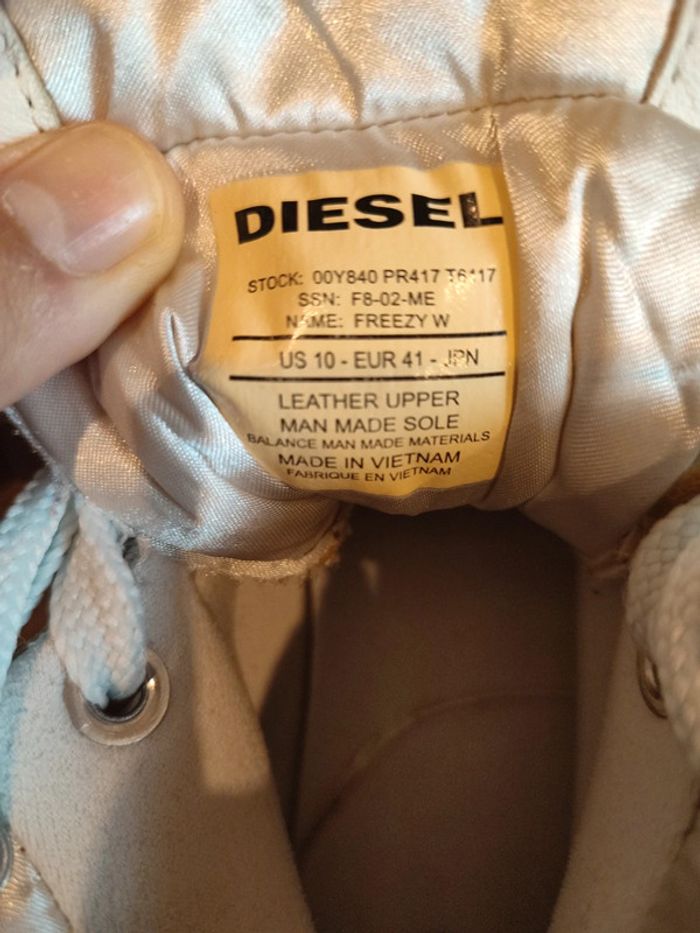 DIESEL
STOCK: 00Y840 PR417 T6117
SSN: F8-02-ME
NAME: FREEZY W
US 10 - EUR 41 - JPN
LEATHER UPPER
MAN MADE SOLE
BALANCE MAN MADE MATERIALS
MADE IN VIETNAM
FABRIQUE EN VIETNAM